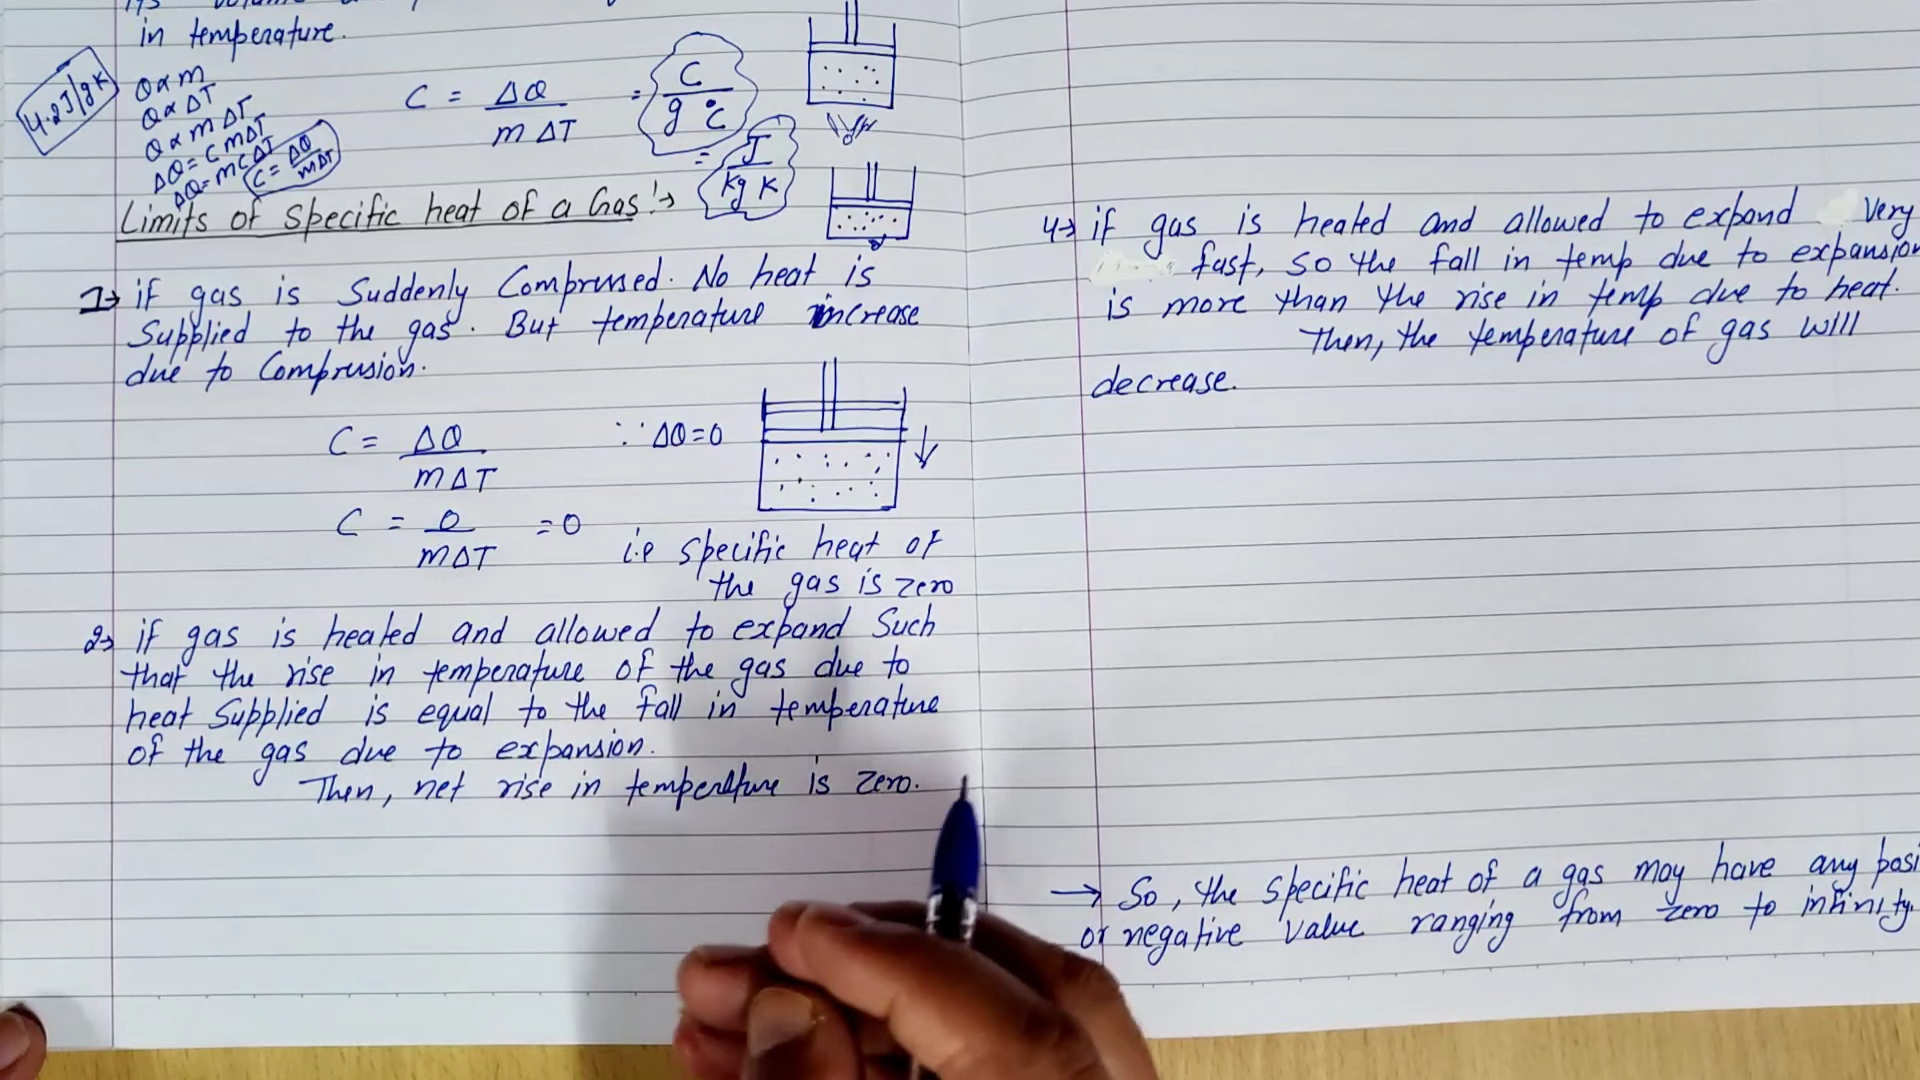 in temperature.
4.2J/gK
Q∝m
Q∝ΔT
Q∝mΔT
ΔQ=CmΔT
ΔQ=mCΔT
C=ΔQ/mΔT
C = ΔQ/mΔT = C/g°C
= J/kg K
Limits of specific heat of a Gas!→
1→ if gas is Suddenly Compressed. No heat is
Supplied to the gas. But temperature increase
due to Compression.
C = ΔQ/mΔT ∵ ΔQ=0
C = 0/mΔT = 0
i.e specific heat of
the gas is zero
2→ if gas is heated and allowed to expand Such
that the rise in temperature of the gas due to
heat Supplied is equal to the fall in temperature
of the gas due to expansion.
Then, net rise in temperature is zero.
4→ if gas is heated and allowed to expand Very
fast, so the fall in temp due to expansion
is more than the rise in temp due to heat.
Then, the temperature of gas will
decrease.
→ So, the specific heat of a gas may have any posi
or negative value ranging from zero to infinity.